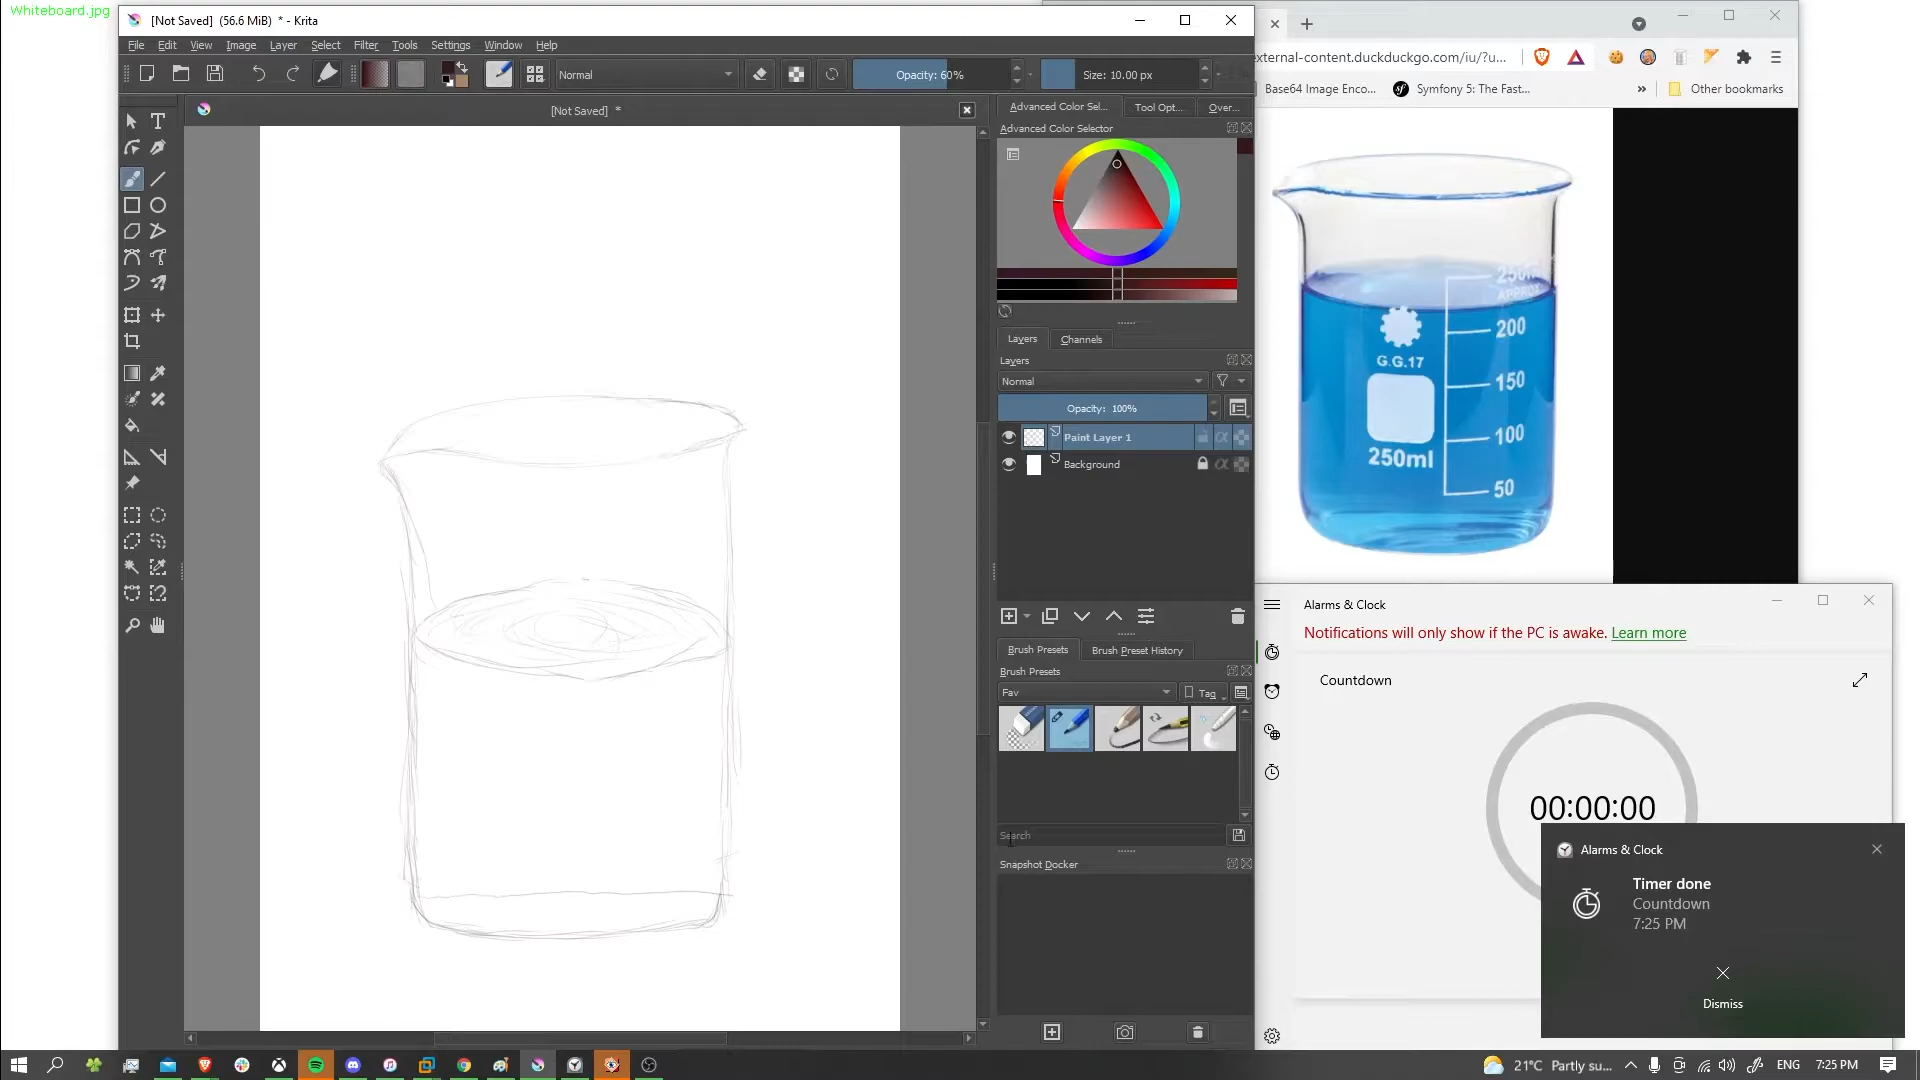 Whiteboard.jpg
[Not Saved]  (56.6 MiB)  * - Krita
File Edit View Image Layer Select Filter Tools Settings Window Help
Normal Opacity: 60% Size: 10.00 px
[Not Saved]  *
Advanced Color Sel... Tool Opt... Over...
Advanced Color Selector
Layers Channels
Layers
Normal
Opacity:  100%
Paint Layer 1
Background
Brush Presets Brush Preset History
Brush Presets
Fav Tag
Search
Snapshot Docker
external-content.duckduckgo.com/iu/?u...
Base64 Image Enco... Symfony 5: The Fast... » Other bookmarks
APPROX
200
G.G.17
150
100
250ml
50
Alarms & Clock
Notifications will only show if the PC is awake. Learn more
Countdown
00:00:00
Alarms & Clock
Timer done
Countdown
7:25 PM
Dismiss
21°C Partly su... ENG 7:25 PM